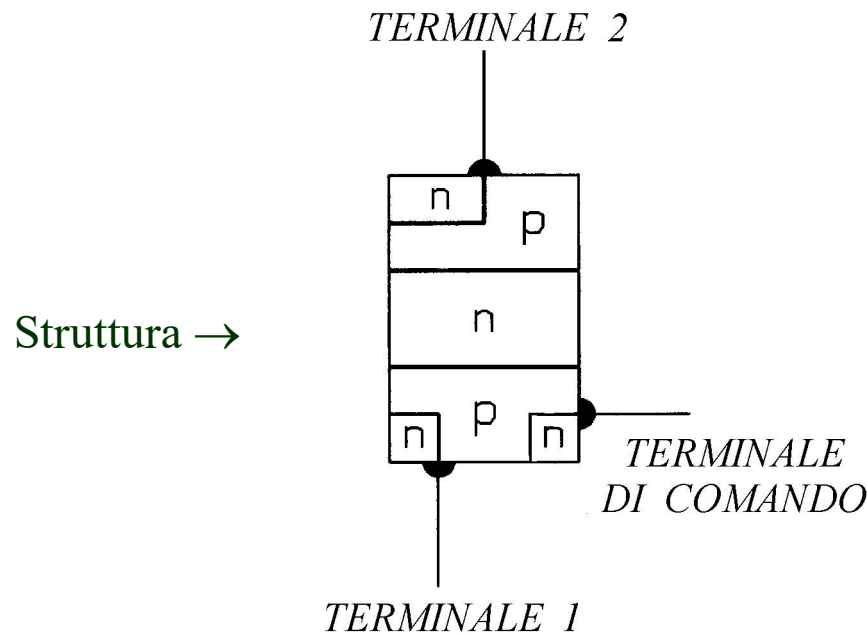 TERMINALE 2
n
p
n
Struttura →
p
n
n
TERMINALE
DI COMANDO
TERMINALE 1